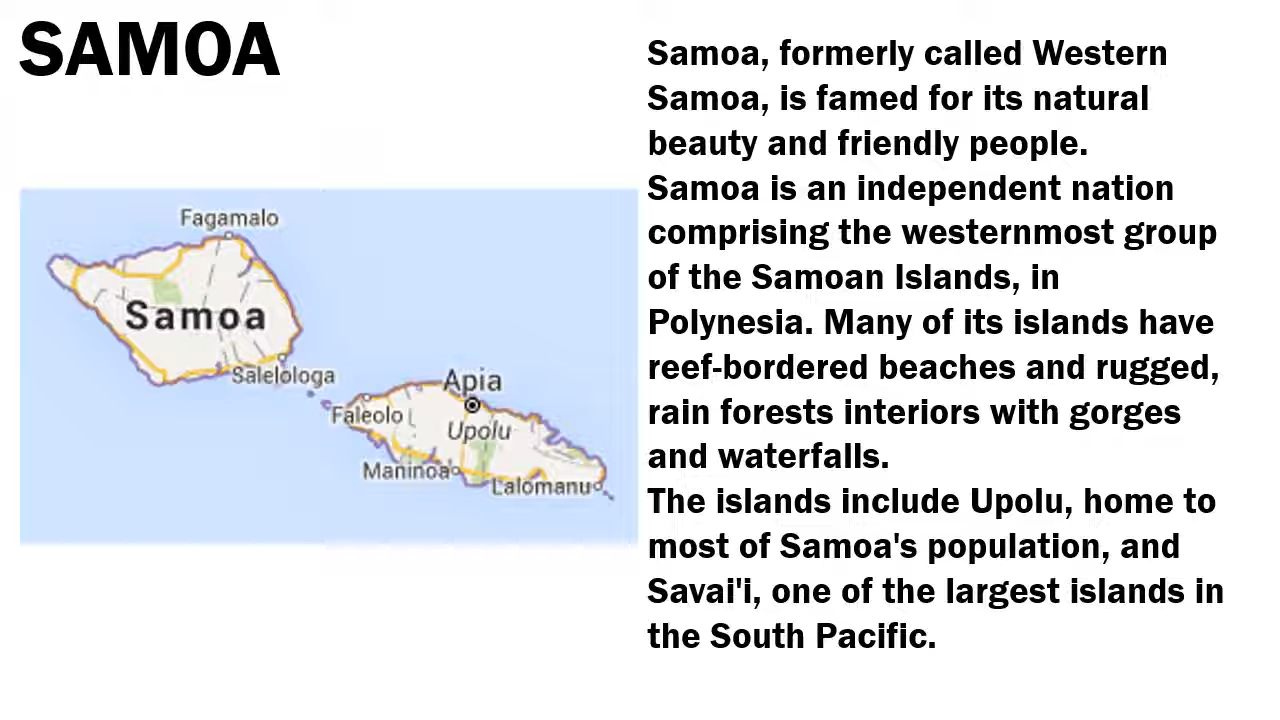 SAMOA
Fagamalo
Samoa
Salelologa
Apia
Faleolo
Upolu
Maninoa
Lalomanu
Samoa, formerly called Western
Samoa, is famed for its natural
beauty and friendly people.
Samoa is an independent nation
comprising the westernmost group
of the Samoan Islands, in
Polynesia. Many of its islands have
reef-bordered beaches and rugged,
rain forests interiors with gorges
and waterfalls.
The islands include Upolu, home to
most of Samoa's population, and
Savai'i, one of the largest islands in
the South Pacific.